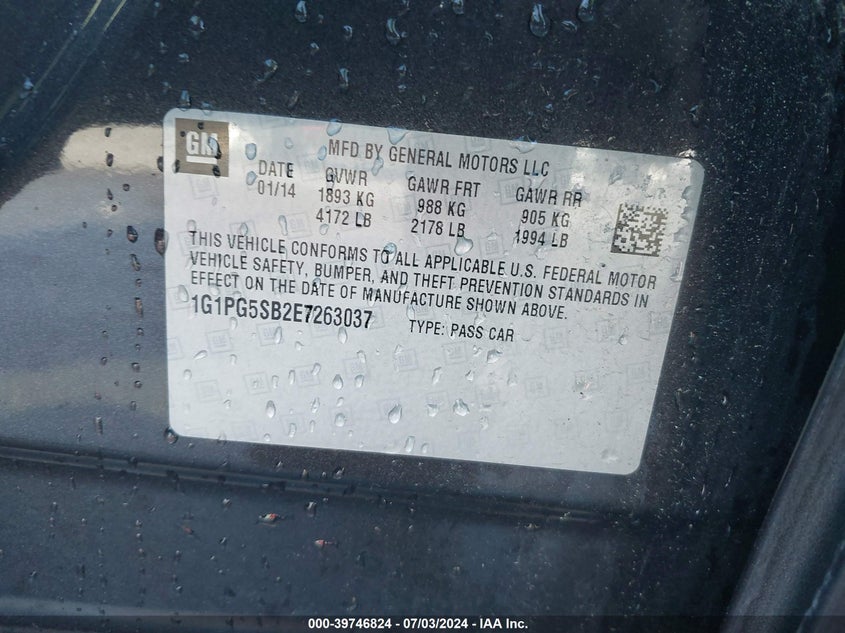 GM
MFD BY GENERAL MOTORS LLC
DATE GVWR GAWR FRT GAWR RR
01/14 1893 KG 988 KG 905 KG
4172 LB 2178 LB 1994 LB
THIS VEHICLE CONFORMS TO ALL APPLICABLE U.S. FEDERAL MOTOR
VEHICLE SAFETY, BUMPER, AND THEFT PREVENTION STANDARDS IN
EFFECT ON THE DATE OF MANUFACTURE SHOWN ABOVE.
1G1PG5SB2E7263037 TYPE: PASS CAR
000-39746824 / 07/03/2024 - IAA Inc.